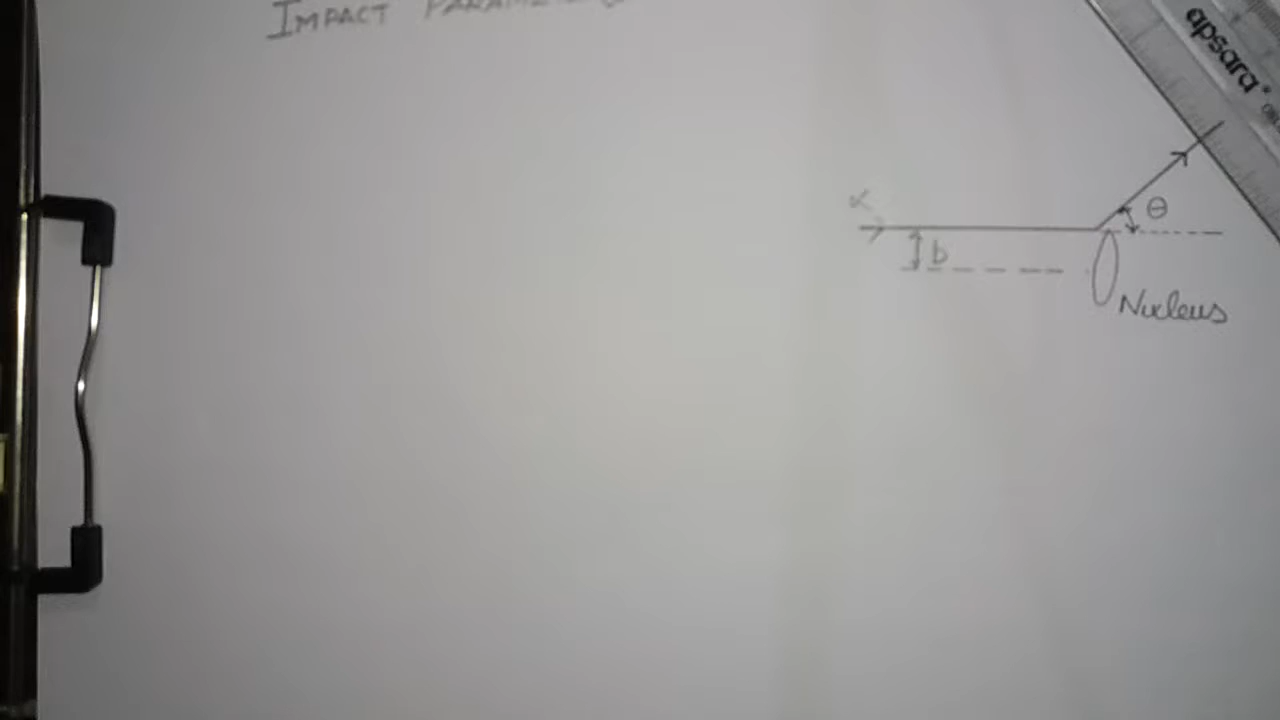 IMPACT
apsara
α
θ
b
Nucleus